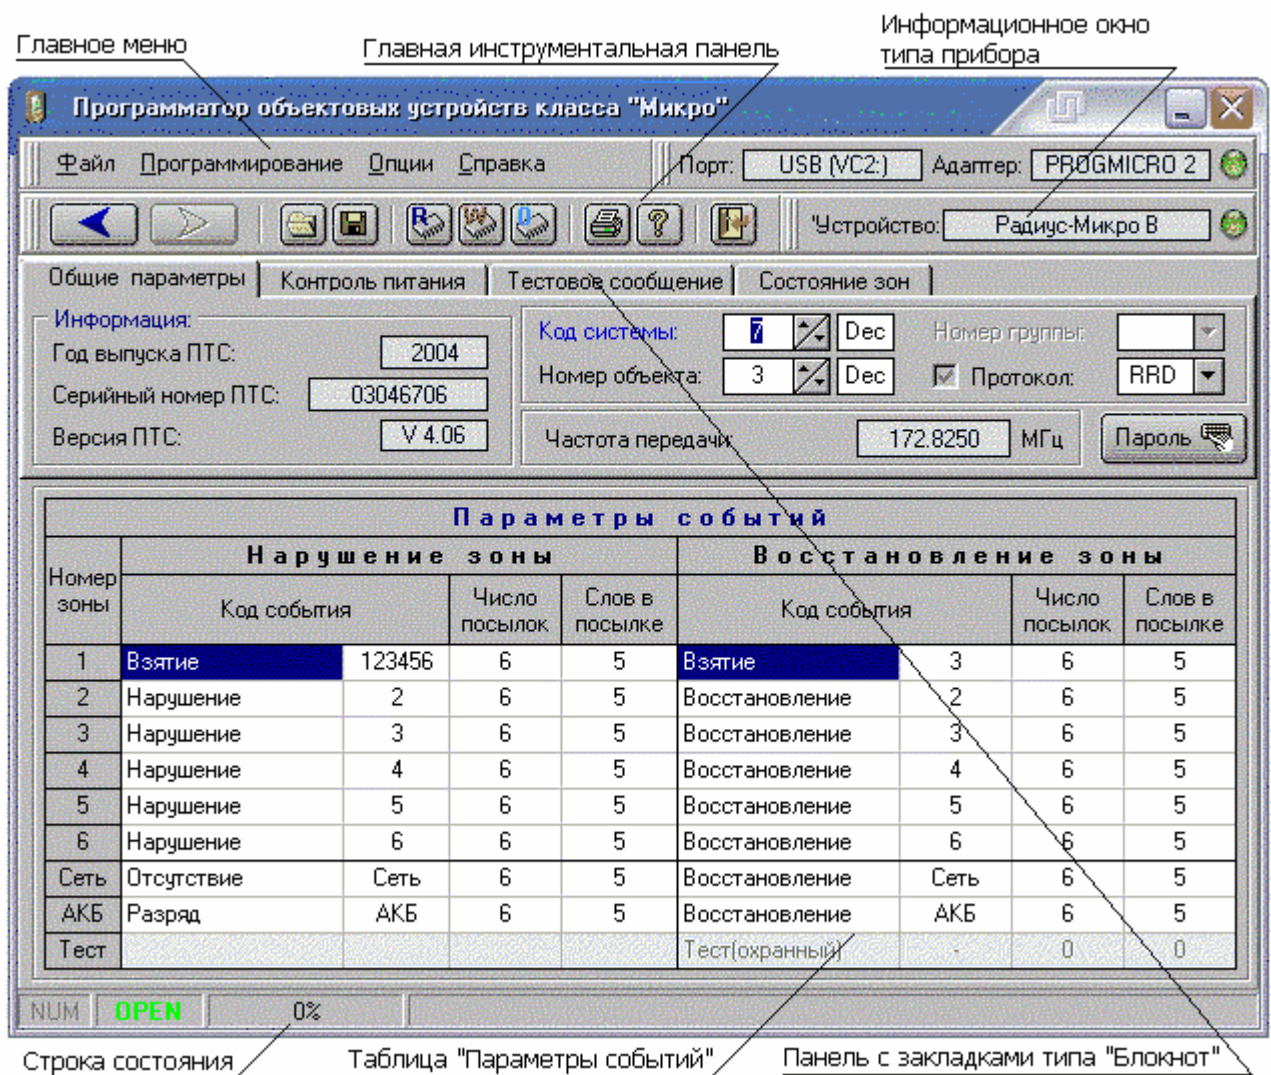 Главное меню
Главная инструментальная панель
Информационное окно
типа прибора
Программатор объектовых устройств класса "Микро"
Файл Программирование Опции Справка Порт: USB (VC2:) Адаптер: PROGMICRO 2
Устройство: Радиус-Микро В
Общие параметры Контроль питания Тестовое сообщение Состояние зон
Информация:
Год выпуска ПТС: 2004
Серийный номер ПТС: 03046706
Версия ПТС: V 4.06
Код системы: 7 Dec Номер группы:
Номер объекта: 3 Dec Протокол: RRD
Частота передачи: 172.8250 МГц Пароль
Параметры событий
Номер зоны Нарушение зоны Восстановление зоны
Код события Число посылок Слов в посылке Код события Число посылок Слов в посылке
1 Взятие 123456 6 5 Взятие 3 6 5
2 Нарушение 2 6 5 Восстановление 2 6 5
3 Нарушение 3 6 5 Восстановление 3 6 5
4 Нарушение 4 6 5 Восстановление 4 6 5
5 Нарушение 5 6 5 Восстановление 5 6 5
6 Нарушение 6 6 5 Восстановление 6 6 5
Сеть Отсутствие Сеть 6 5 Восстановление Сеть 6 5
АКБ Разряд АКБ 6 5 Восстановление АКБ 6 5
Тест Тест(охранный) - 0 0
NUM OPEN 0%
Строка состояния
Таблица "Параметры событий"
Панель с закладками типа "Блокнот"